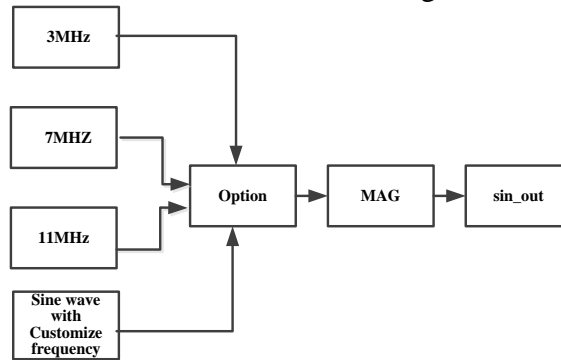 3MHz
7MHZ
11MHz
Sine wave
with
Customize
frequency
Option
MAG
sin_out